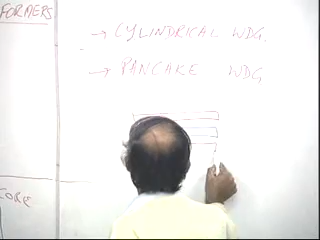 FORMERS
→ CYLINDRICAL WDG.
→ PANCAKE WDG
CORE